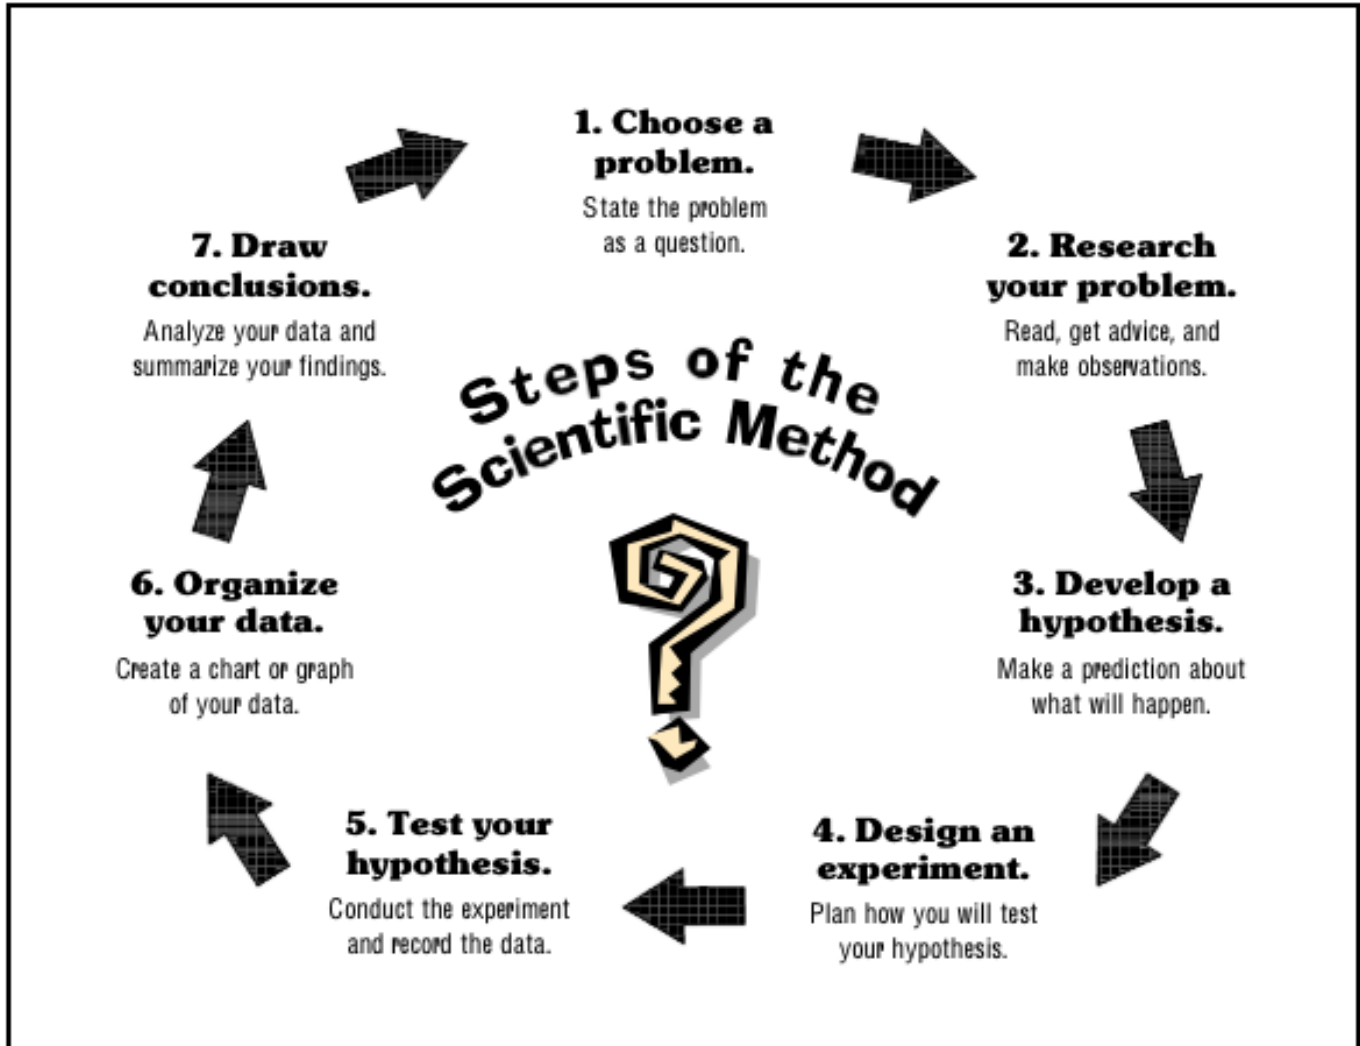 1. Choose a
problem.
State the problem
as a question.
2. Research
your problem.
Read, get advice, and
make observations.
3. Develop a
hypothesis.
Make a prediction about
what will happen.
4. Design an
experiment.
Plan how you will test
your hypothesis.
5. Test your
hypothesis.
Conduct the experiment
and record the data.
6. Organize
your data.
Create a chart or graph
of your data.
7. Draw
conclusions.
Analyze your data and
summarize your findings.
Steps of the
Scientific Method
?